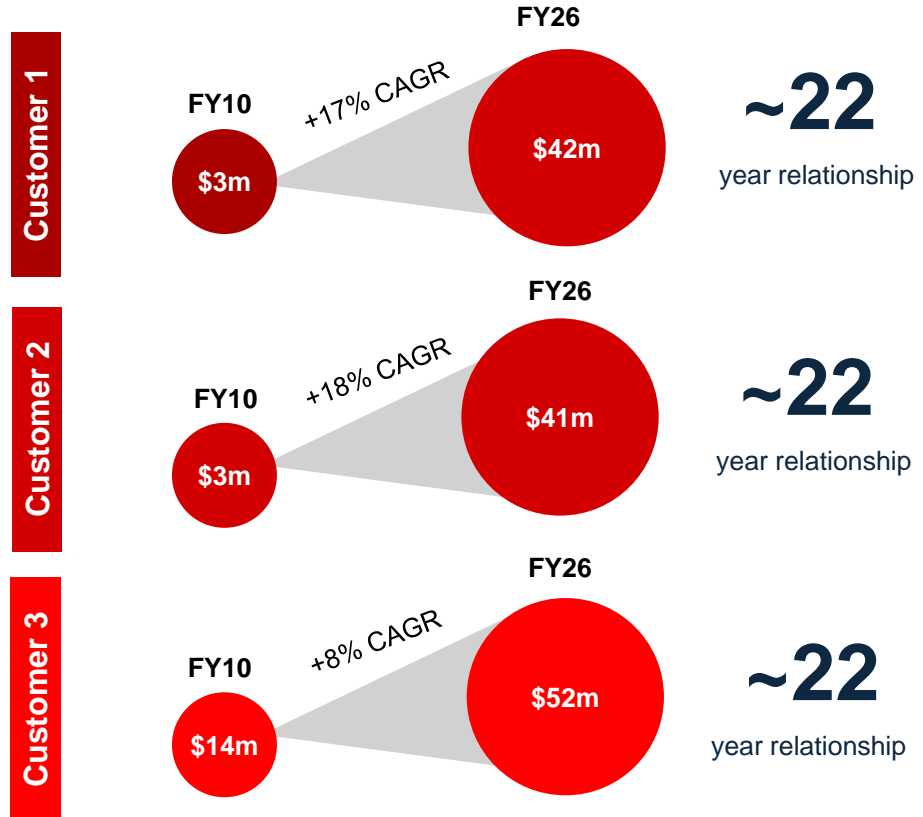 Customer 1
FY10
$3m
+17% CAGR
FY26
$42m
~22
year relationship
Customer 2
FY10
$3m
+18% CAGR
FY26
$41m
~22
year relationship
Customer 3
FY10
$14m
+8% CAGR
FY26
$52m
~22
year relationship